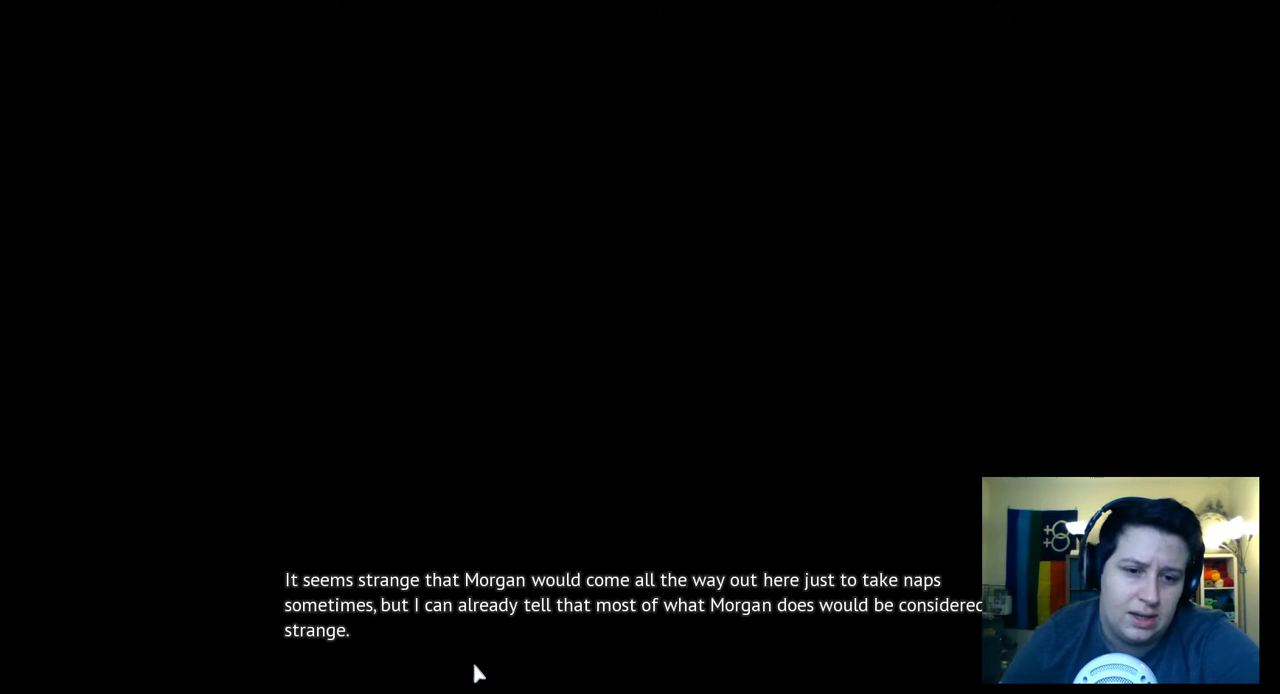 It seems strange that Morgan would come all the way out here just to take naps
sometimes, but I can already tell that most of what Morgan does would be considered
strange.